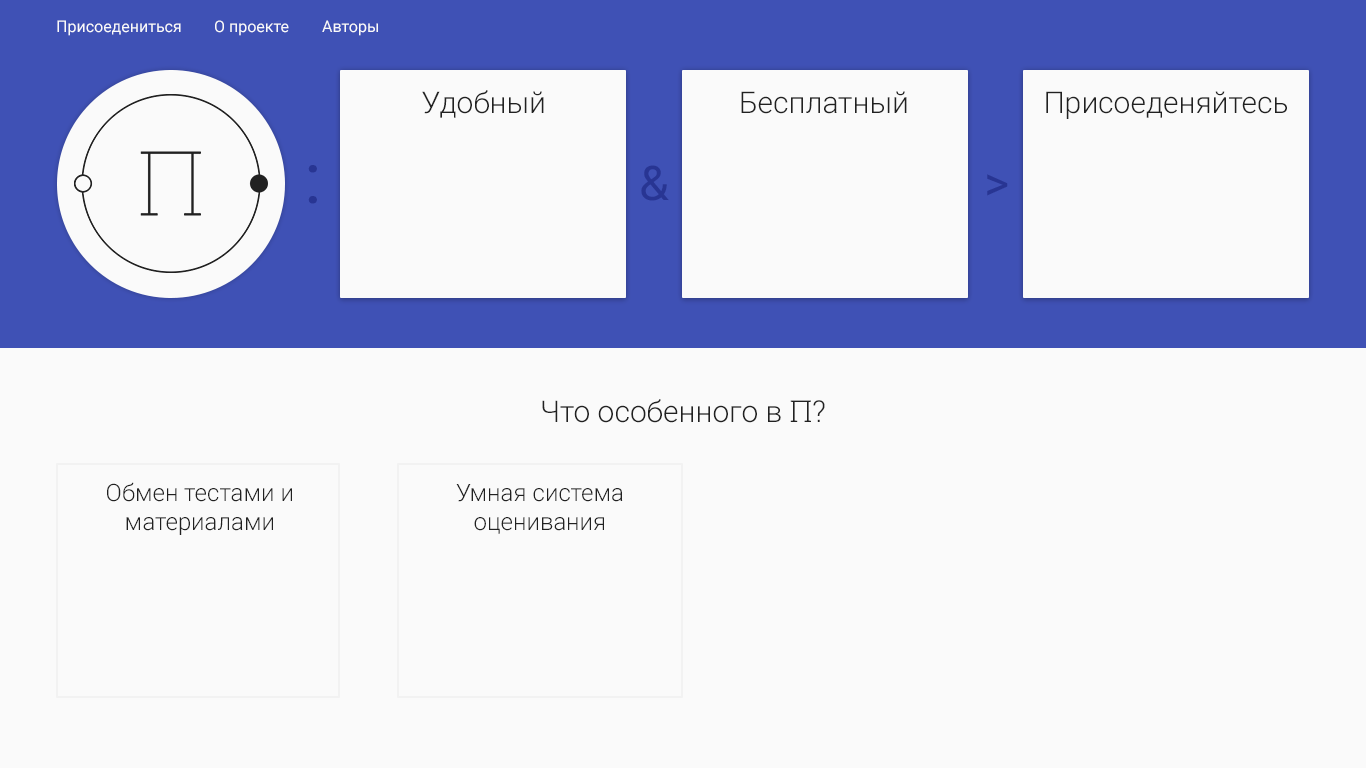 Присоедениться О проекте Авторы
П
:
Удобный
&
Бесплатный
>
Присоеденяйтесь
Что особенного в П?
Обмен тестами и
материалами
Умная система
оценивания